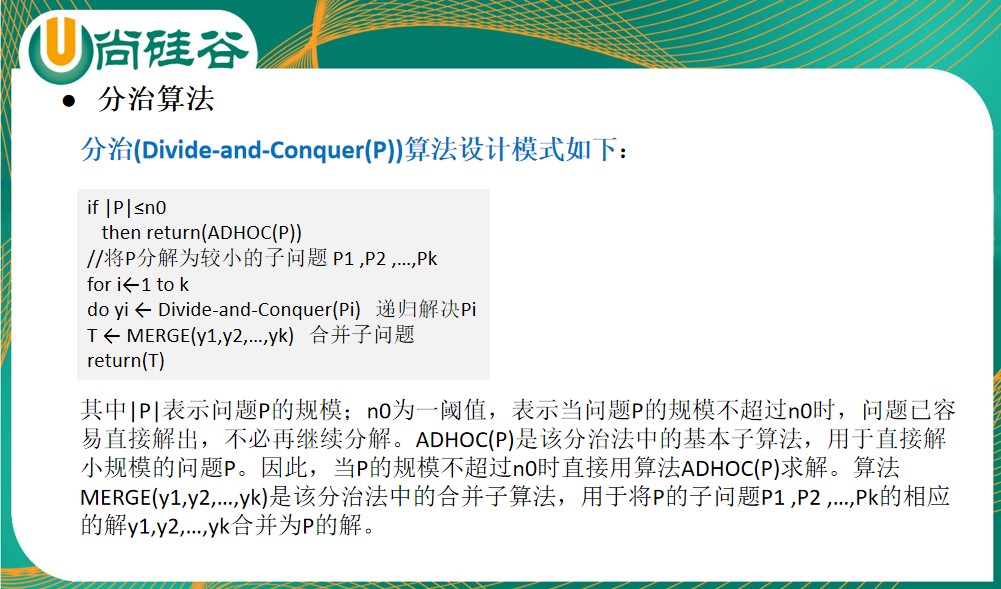 尚硅谷
● 分治算法
分治(Divide-and-Conquer(P))算法设计模式如下：
if |P|≤n0
then return(ADHOC(P))
//将P分解为较小的子问题 P1 ,P2 ,…,Pk
for i←1 to k
do yi ← Divide-and-Conquer(Pi) 递归解决Pi
T ← MERGE(y1,y2,…,yk) 合并子问题
return(T)
其中|P|表示问题P的规模；n0为一阈值，表示当问题P的规模不超过n0时，问题已容
易直接解出，不必再继续分解。ADHOC(P)是该分治法中的基本子算法，用于直接解
小规模的问题P。因此，当P的规模不超过n0时直接用算法ADHOC(P)求解。算法
MERGE(y1,y2,…,yk)是该分治法中的合并子算法，用于将P的子问题P1 ,P2 ,…,Pk的相应
的解y1,y2,…,yk合并为P的解。